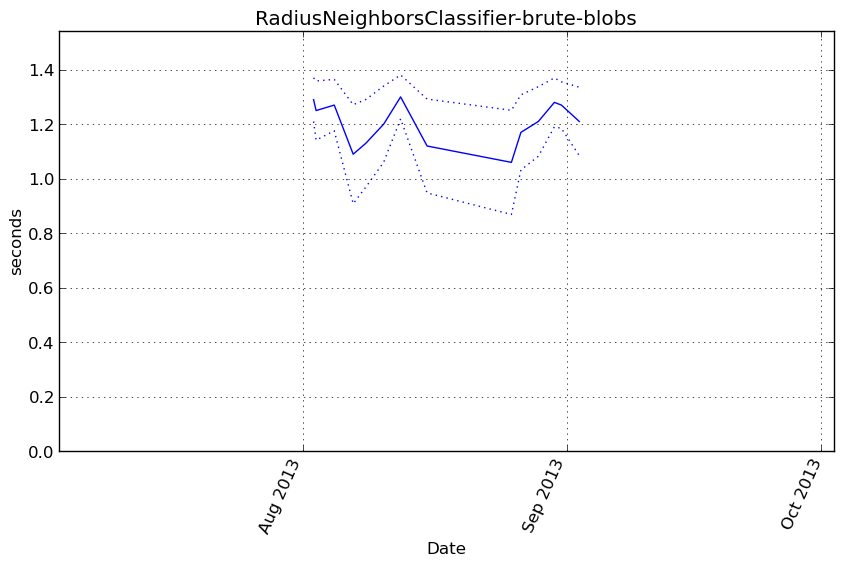 RadiusNeighborsClassifier-brute-blobs
1.4
1.2
1.0
0.8
0.6
0.4
0.2
0.0
seconds
Aug 2013
Sep 2013
Oct 2013
Date